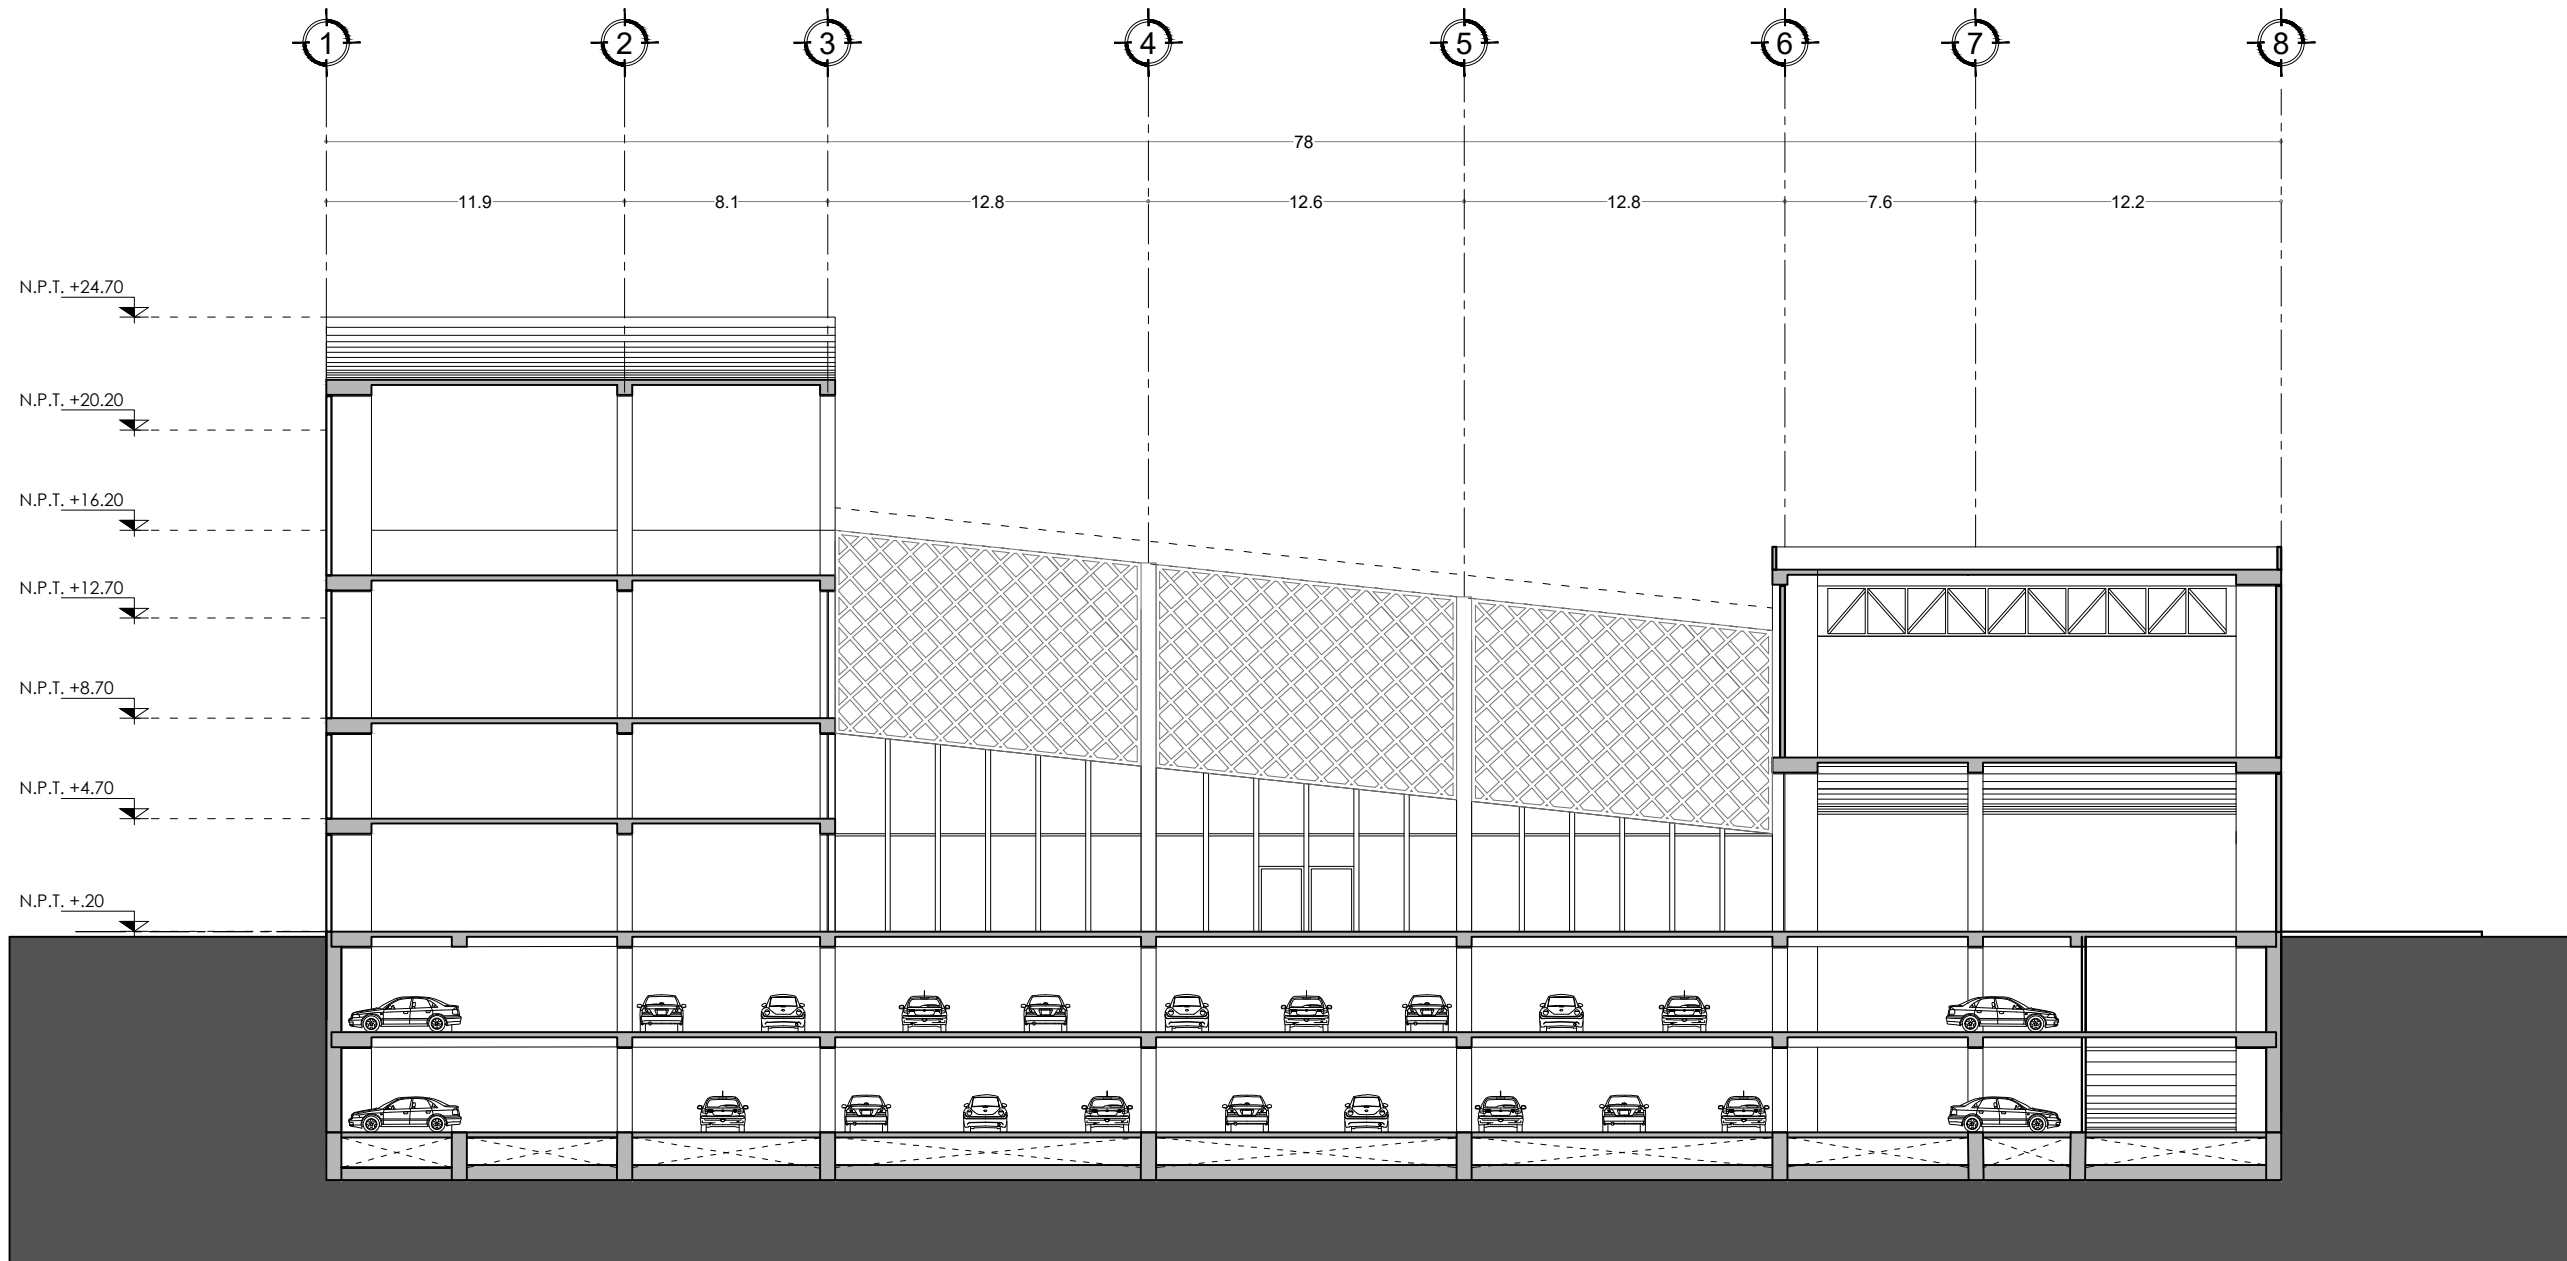 1 2 3 4 5 6 7 8
78
11.9 8.1 12.8 12.6 12.8 7.6 12.2
N.P.T. +24.70
N.P.T. +20.20
N.P.T. +16.20
N.P.T. +12.70
N.P.T. +8.70
N.P.T. +4.70
N.P.T. +.20